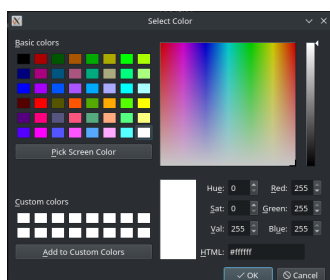 Select Color
Basic colors
Pick Screen Color
Custom colors
Add to Custom Colors
Hue: 0 Red: 255
Sat: 0 Green: 255
Val: 255 Blue: 255
HTML: #ffffff
OK Cancel